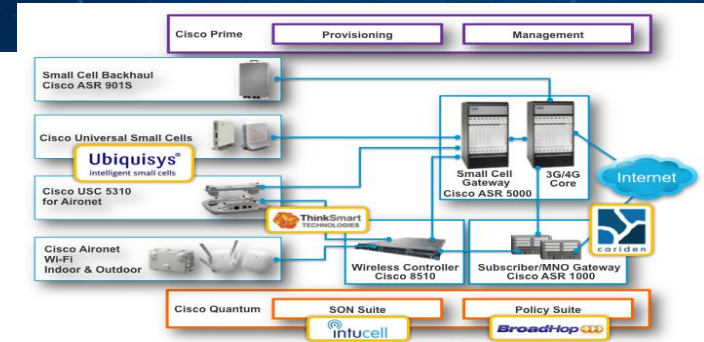 Cisco Prime
Provisioning
Management
Small Cell Backhaul
Cisco ASR 901S
Cisco Universal Small Cells
Ubiquisys®
intelligent small cells
Cisco USC 5310
for Aironet
ThinkSmart
TECHNOLOGIES
Cisco Aironet
Wi-Fi
Indoor & Outdoor
Small Cell
Gateway
Cisco ASR 5000
3G/4G
Core
Internet
cariden
Wireless Controller
Cisco 8510
Subscriber/MNO Gateway
Cisco ASR 1000
Cisco Quantum
SON Suite
Policy Suite
intucell
BroadHop